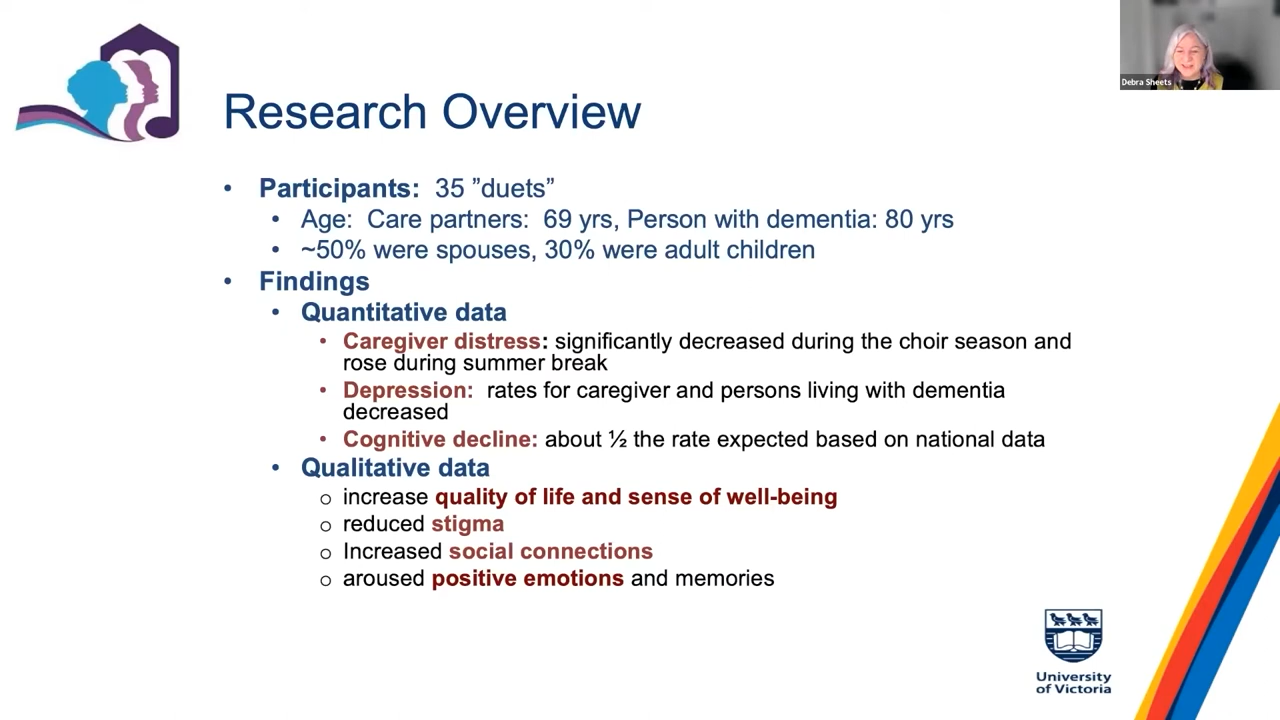 Debra Sheets
Research Overview
• Participants: 35 ”duets”
• Age: Care partners: 69 yrs, Person with dementia: 80 yrs
• ~50% were spouses, 30% were adult children
• Findings
• Quantitative data
• Caregiver distress: significantly decreased during the choir season and
rose during summer break
• Depression: rates for caregiver and persons living with dementia
decreased
• Cognitive decline: about ½ the rate expected based on national data
• Qualitative data
o increase quality of life and sense of well-being
o reduced stigma
o Increased social connections
o aroused positive emotions and memories
University
of Victoria